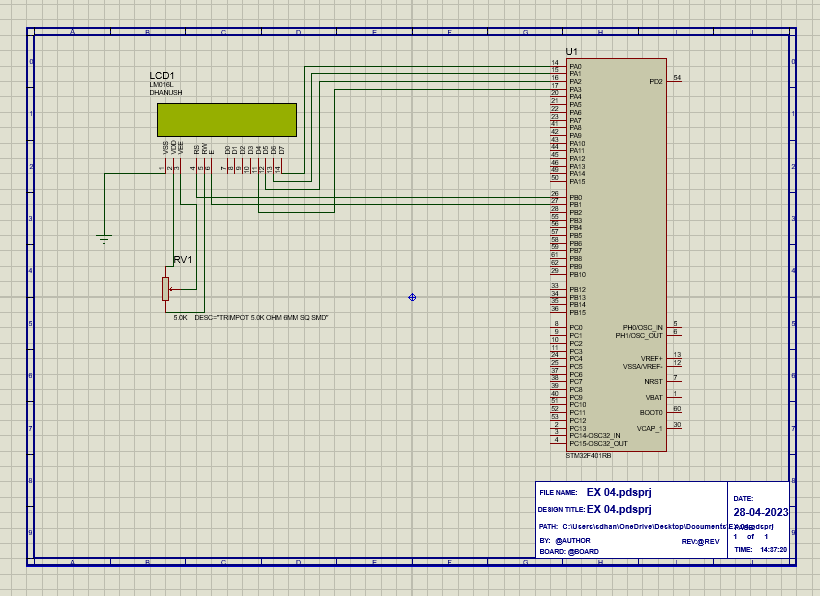 A B C D E F G H I J
U1
LCD1
LM016L
DHANUSH
VSS VDD VEE RS RW E D0 D1 D2 D3 D4 D5 D6 D7
1 2 3 4 5 6 7 8 9 10 11 12 13 14
RV1
5.0K DESC="TRIMPOT 5.0K OHM 6MM SQ SMD"
14 PA0
15 PA1
16 PA2
17 PA3
20 PA4
21 PA5
22 PA6
23 PA7
41 PA8
42 PA9
43 PA10
44 PA11
45 PA12
46 PA13
49 PA14
50 PA15
26 PB0
27 PB1
28 PB2
55 PB3
56 PB4
57 PB5
58 PB6
59 PB7
61 PB8
62 PB9
29 PB10
33 PB12
34 PB13
35 PB14
36 PB15
8 PC0
9 PC1
10 PC2
11 PC3
24 PC4
25 PC5
37 PC6
38 PC7
39 PC8
40 PC9
51 PC10
52 PC11
53 PC12
2 PC13
3 PC14-OSC32_IN
4 PC15-OSC32_OUT
PD2 54
PH0/OSC_IN 5
PH1/OSC_OUT 6
VREF+ 13
VSSA/VREF- 12
NRST 7
VBAT 1
BOOT0 60
VCAP_1 30
STM32F401RB
0 1 2 3 4 5 6 7 8 9
FILE NAME: EX 04.pdsprj
DESIGN TITLE: EX 04.pdsprj
PATH: C:\Users\sdhan\OneDrive\Desktop\Documents\EX 04.pdsprj
BY: @AUTHOR
REV:@REV
BOARD: @BOARD
DATE:
28-04-2023
PAGE:
1 of 1
TIME: 14:37:20